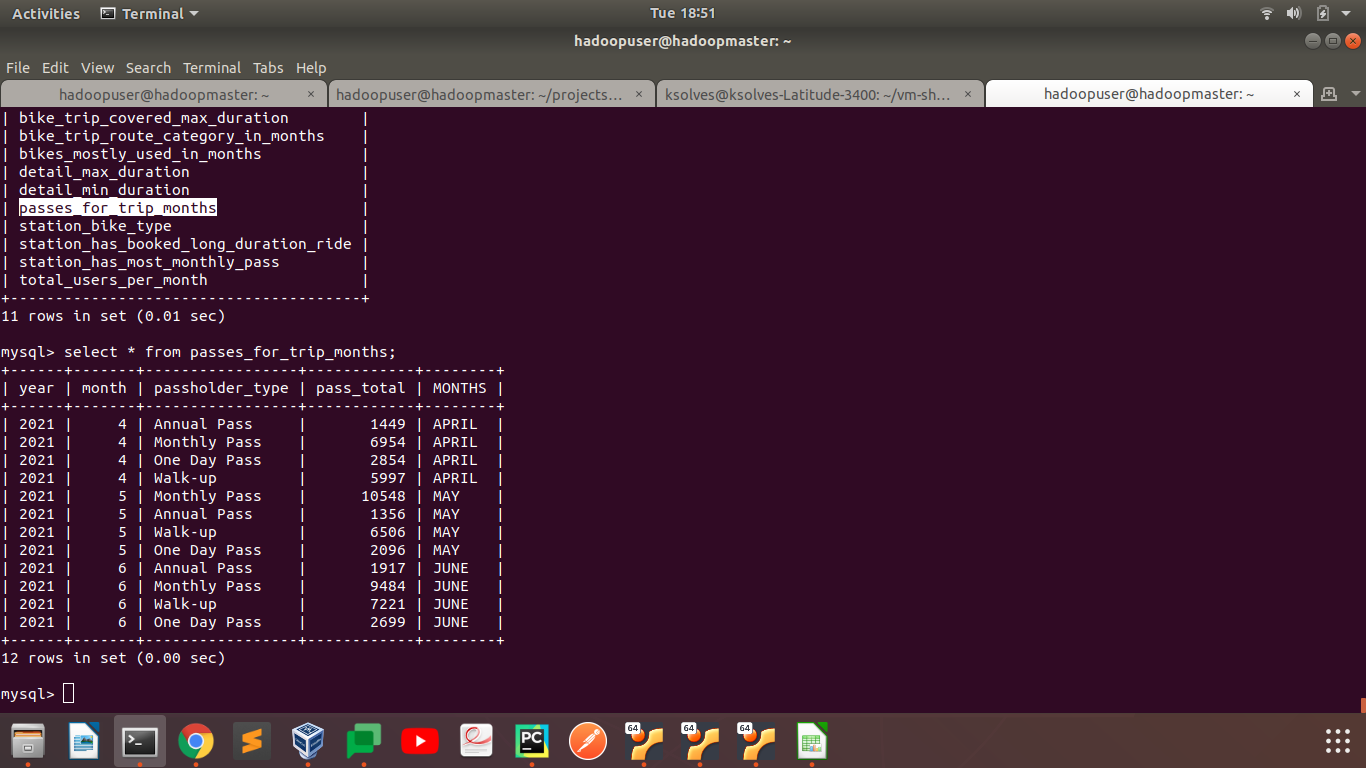 Activities Terminal Tue 18:51
hadoopuser@hadoopmaster: ~
File Edit View Search Terminal Tabs Help
hadoopuser@hadoopmaster: ~ × hadoopuser@hadoopmaster: ~/projects... × ksolves@ksolves-Latitude-3400: ~/vm-sh... × hadoopuser@hadoopmaster: ~ ×
| bike_trip_covered_max_duration        |
| bike_trip_route_category_in_months    |
| bikes_mostly_used_in_months           |
| detail_max_duration                   |
| detail_min_duration                   |
| passes_for_trip_months                |
| station_bike_type                     |
| station_has_booked_long_duration_ride |
| station_has_most_monthly_pass         |
| total_users_per_month                 |
+---------------------------------------+
11 rows in set (0.01 sec)
mysql> select * from passes_for_trip_months;
+------+-------+-----------------+------------+--------+
| year | month | passholder_type | pass_total | MONTHS |
+------+-------+-----------------+------------+--------+
| 2021 |     4 | Annual Pass     |       1449 | APRIL  |
| 2021 |     4 | Monthly Pass    |       6954 | APRIL  |
| 2021 |     4 | One Day Pass    |       2854 | APRIL  |
| 2021 |     4 | Walk-up         |       5997 | APRIL  |
| 2021 |     5 | Monthly Pass    |      10548 | MAY    |
| 2021 |     5 | Annual Pass     |       1356 | MAY    |
| 2021 |     5 | Walk-up         |       6506 | MAY    |
| 2021 |     5 | One Day Pass    |       2096 | MAY    |
| 2021 |     6 | Annual Pass     |       1917 | JUNE   |
| 2021 |     6 | Monthly Pass    |       9484 | JUNE   |
| 2021 |     6 | Walk-up         |       7221 | JUNE   |
| 2021 |     6 | One Day Pass    |       2699 | JUNE   |
+------+-------+-----------------+------------+--------+
12 rows in set (0.00 sec)
mysql>
PC 64 64 64